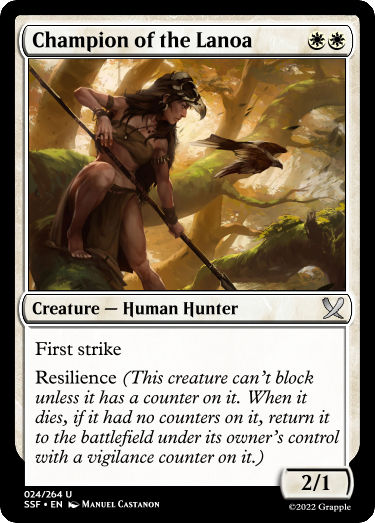 Champion of the Lanoa
Creature — Human Hunter
First strike
Resilience (This creature can't block
unless it has a counter on it. When it
dies, if it had no counters on it, return it
to the battlefield under its owner's control
with a vigilance counter on it.)
2/1
024/264 U
SSF • EN Manuel Castanon
©2022 Grapple